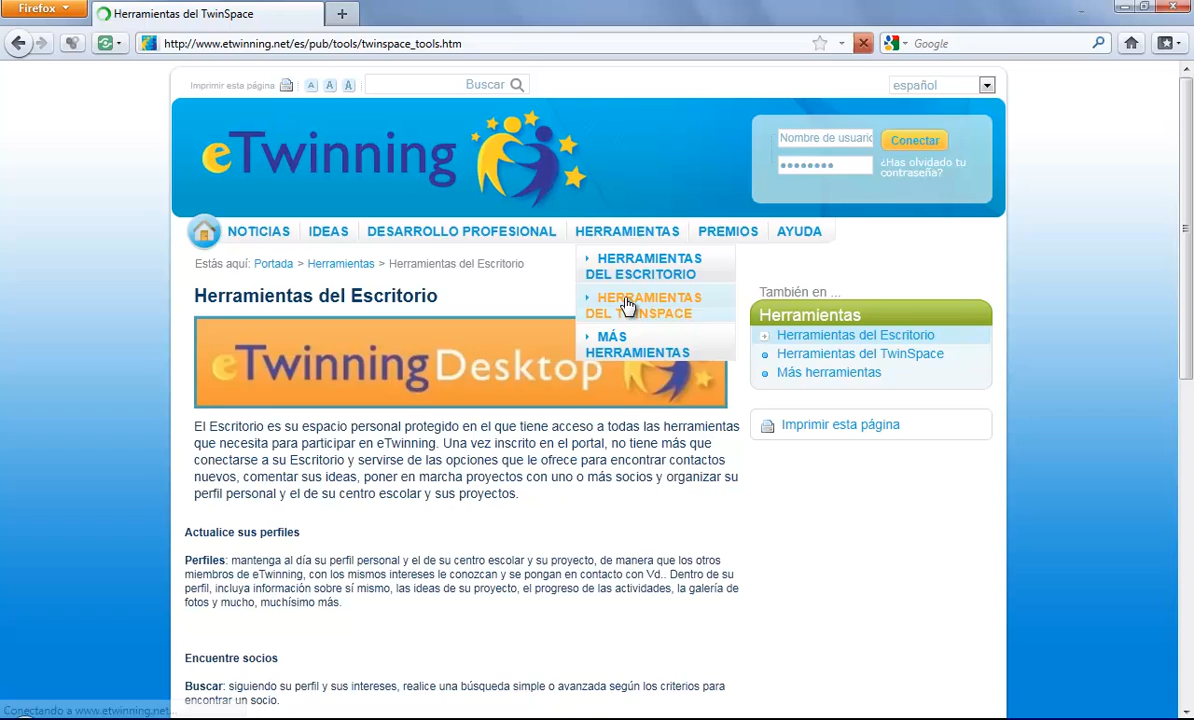 Firefox
Herramientas del TwinSpace
http://www.etwinning.net/es/pub/tools/twinspace_tools.htm
Google
Imprimir esta página
A A A
Buscar
español
eTwinning
Nombre de usuario
Conectar
¿Has olvidado tu
contraseña?
NOTICIAS IDEAS DESARROLLO PROFESIONAL HERRAMIENTAS PREMIOS AYUDA
HERRAMIENTAS
DEL ESCRITORIO
HERRAMIENTAS
DEL TWINSPACE
MÁS
HERRAMIENTAS
Estás aquí: Portada > Herramientas > Herramientas del Escritorio
Herramientas del Escritorio
eTwinning Desktop
El Escritorio es su espacio personal protegido en el que tiene acceso a todas las herramientas
que necesita para participar en eTwinning. Una vez inscrito en el portal, no tiene más que
conectarse a su Escritorio y servirse de las opciones que le ofrece para encontrar contactos
nuevos, comentar sus ideas, poner en marcha proyectos con uno o más socios y organizar su
perfil personal y el de su centro escolar y sus proyectos.
Actualice sus perfiles
Perfiles: mantenga al día su perfil personal y el de su centro escolar y su proyecto, de manera que los otros
miembros de eTwinning, con los mismos intereses le conozcan y se pongan en contacto con Vd.. Dentro de su
perfil, incluya información sobre sí mismo, las ideas de su proyecto, el progreso de las actividades, la galería de
fotos y mucho, muchísimo más.
Encuentre socios
Buscar: siguiendo su perfil y sus intereses, realice una búsqueda simple o avanzada según los criterios para
encontrar un socio.
También en ...
Herramientas
Herramientas del Escritorio
Herramientas del TwinSpace
Más herramientas
Imprimir esta página
Conectando a www.etwinning.net...